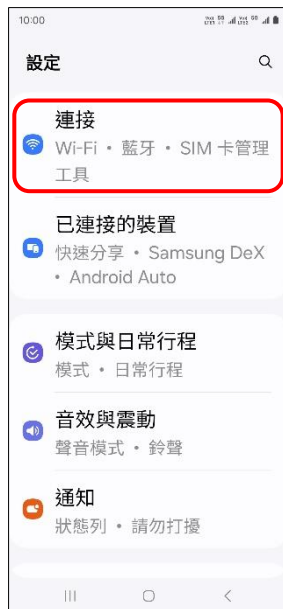 10:00
設定
連接
Wi-Fi • 藍牙 • SIM 卡管理
工具
已連接的裝置
快速分享 • Samsung DeX
• Android Auto
模式與日常行程
模式 • 日常行程
音效與震動
聲音模式 • 鈴聲
通知
狀態列 • 請勿打擾